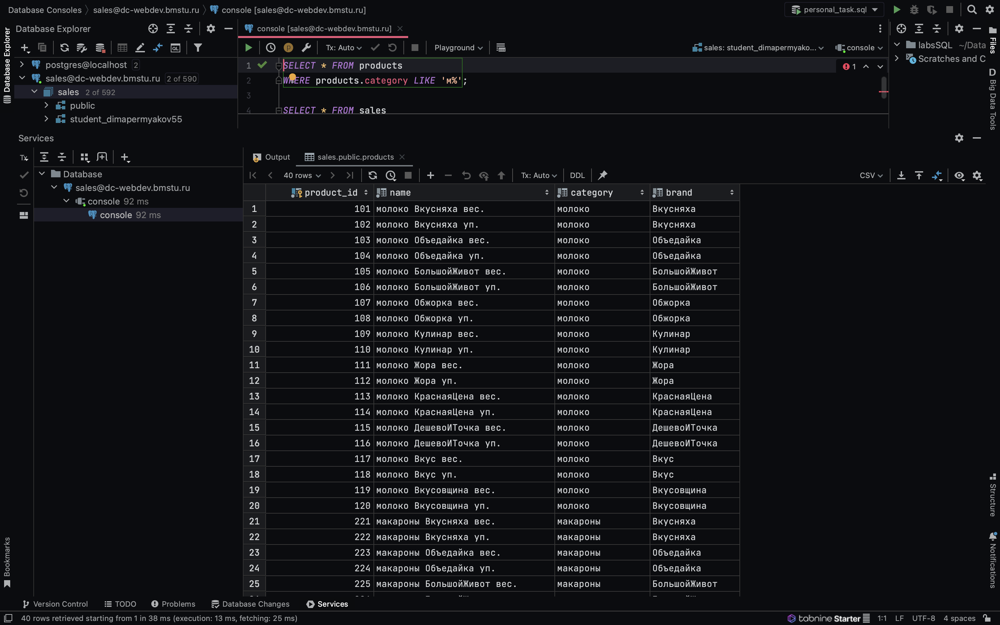 Database Consoles sales@dc-webdev.bmstu.ru console [sales@dc-webdev.bmstu.ru]
personal_task.sql
Database Explorer
Database Explorer
console [sales@dc-webdev.bmstu.ru]
Tx: Auto
Playground
sales: student_dimapermyako...
console
labsSQL ~/Data
Scratches and C
Files
D Big Data Tools
postgres@localhost 2
sales@dc-webdev.bmstu.ru 2 of 590
sales 2 of 592
public
student_dimapermyakov55
1 SELECT * FROM products
2 WHERE products.category LIKE 'м%';
3
4 SELECT * FROM sales
1
Services
Tx
Database
sales@dc-webdev.bmstu.ru
console 92 ms
console 92 ms
Output
sales.public.products
40 rows
Tx: Auto
DDL
CSV
product_id name category brand
1 101 молоко Вкусняха вес. молоко Вкусняха
2 102 молоко Вкусняха уп. молоко Вкусняха
3 103 молоко Объедайка вес. молоко Объедайка
4 104 молоко Объедайка уп. молоко Объедайка
5 105 молоко БольшойЖивот вес. молоко БольшойЖивот
6 106 молоко БольшойЖивот уп. молоко БольшойЖивот
7 107 молоко Обжорка вес. молоко Обжорка
8 108 молоко Обжорка уп. молоко Обжорка
9 109 молоко Кулинар вес. молоко Кулинар
10 110 молоко Кулинар уп. молоко Кулинар
11 111 молоко Жора вес. молоко Жора
12 112 молоко Жора уп. молоко Жора
13 113 молоко КраснаяЦена вес. молоко КраснаяЦена
14 114 молоко КраснаяЦена уп. молоко КраснаяЦена
15 115 молоко ДешевоИТочка вес. молоко ДешевоИТочка
16 116 молоко ДешевоИТочка уп. молоко ДешевоИТочка
17 117 молоко Вкус вес. молоко Вкус
18 118 молоко Вкус уп. молоко Вкус
19 119 молоко Вкусовщина вес. молоко Вкусовщина
20 120 молоко Вкусовщина уп. молоко Вкусовщина
21 221 макароны Вкусняха вес. макароны Вкусняха
22 222 макароны Вкусняха уп. макароны Вкусняха
23 223 макароны Объедайка вес. макароны Объедайка
24 224 макароны Объедайка уп. макароны Объедайка
25 225 макароны БольшойЖивот вес. макароны БольшойЖивот
Structure
Notifications
Bookmarks
Version Control
TODO
Problems
Database Changes
Services
40 rows retrieved starting from 1 in 38 ms (execution: 13 ms, fetching: 25 ms)
tabnine Starter
1:1
LF
UTF-8
4 spaces